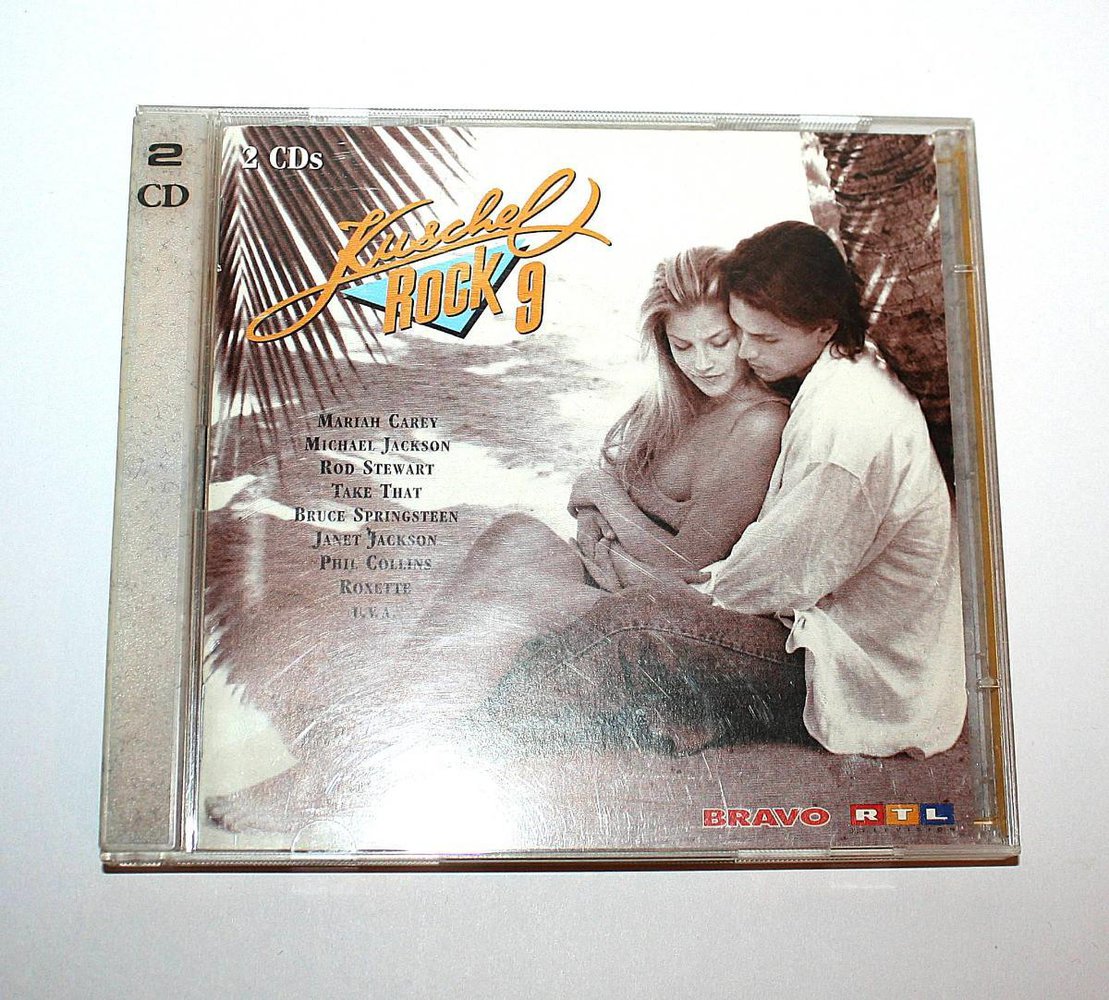 2
CD
2 CDs
Kuschel
ROCK 9
MARIAH CAREY
MICHAEL JACKSON
ROD STEWART
TAKE THAT
BRUCE SPRINGSTEEN
JANET JACKSON
PHIL COLLINS
ROXETTE
U.V.A.
BRAVO RTL